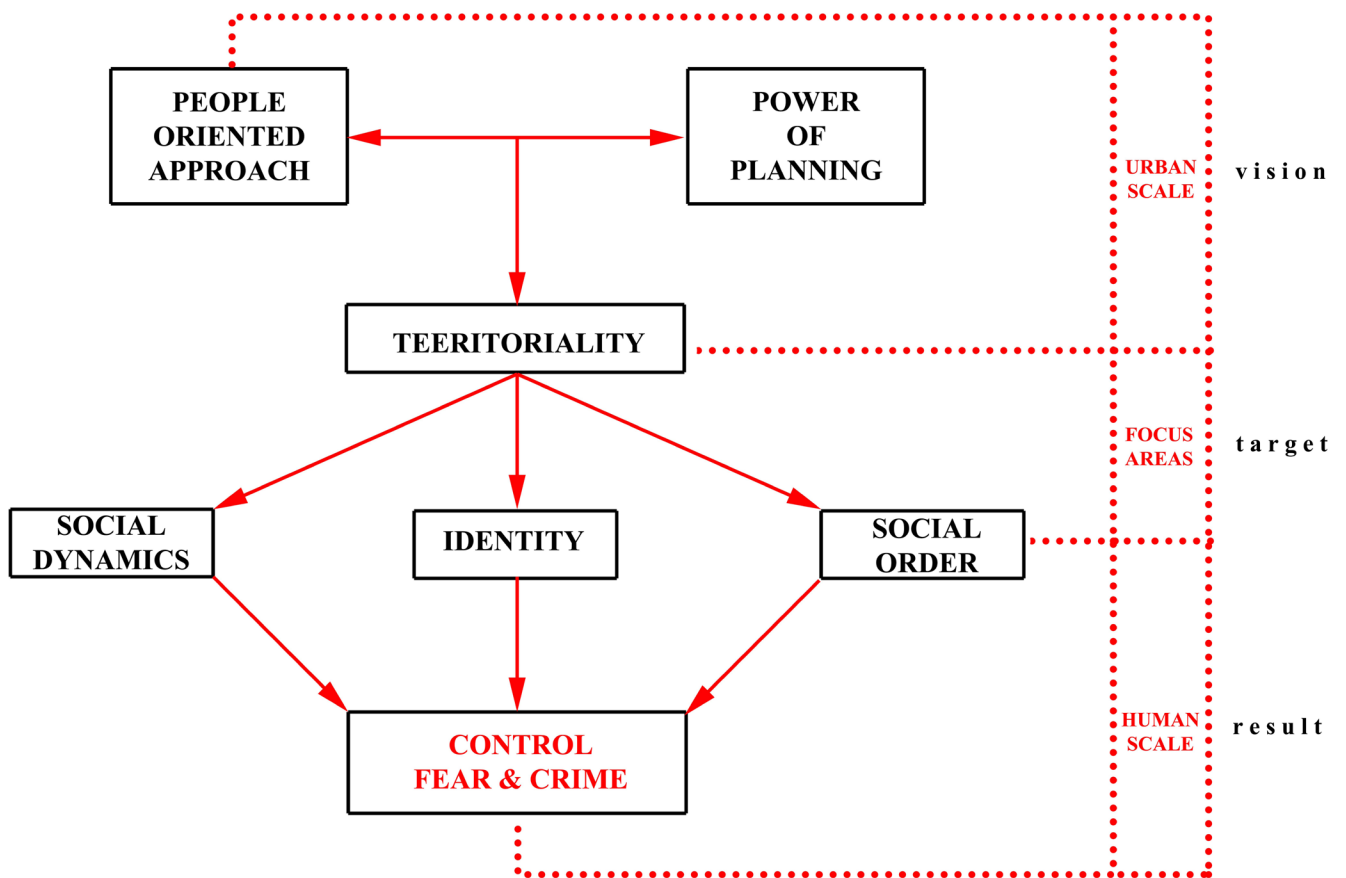 PEOPLE
ORIENTED
APPROACH
POWER
OF
PLANNING
URBAN
SCALE
vision
TEERITORIALITY
FOCUS
AREAS
target
SOCIAL
DYNAMICS
IDENTITY
SOCIAL
ORDER
HUMAN
SCALE
result
CONTROL
FEAR & CRIME